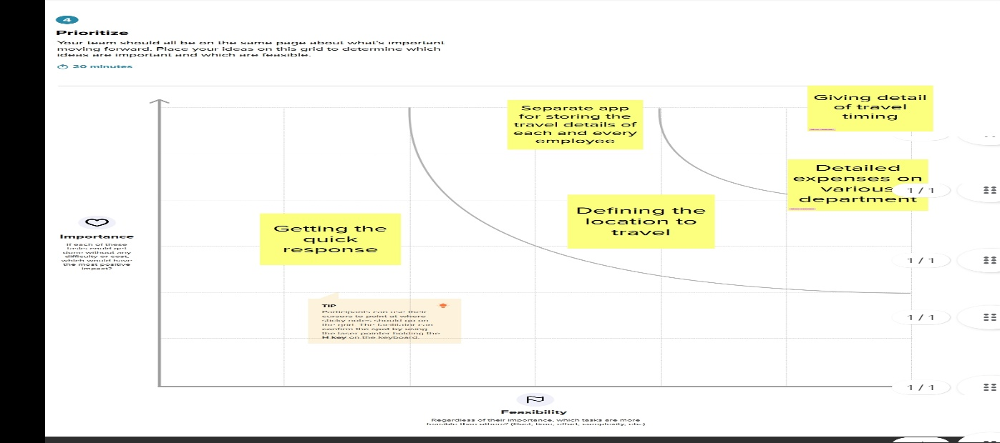 4
Prioritize
Your team should all be on the same page about what's important
moving forward. Place your ideas on this grid to determine which
ideas are important and which are feasible.
20 minutes
Giving detail
of travel
timing
Separate app
for storing the
travel details of
each and every
employee
Detailed
expenses on
various
department
1 / 1
Defining the
location to
travel
Getting the
quick
response
Importance
If each of these
tasks could get
done without any
difficulty or cost,
which would have
the most positive
impact?
1 / 1
TIP
Participants can use their
cursors to point at where
sticky notes should go on
the grid. The facilitator can
confirm the spot by using
the laser pointer holding the
H key on the keyboard.
1 / 1
1 / 1
Feasibility
Regardless of their importance, which tasks are more
feasible than others? (Cost, time, effort, complexity, etc.)